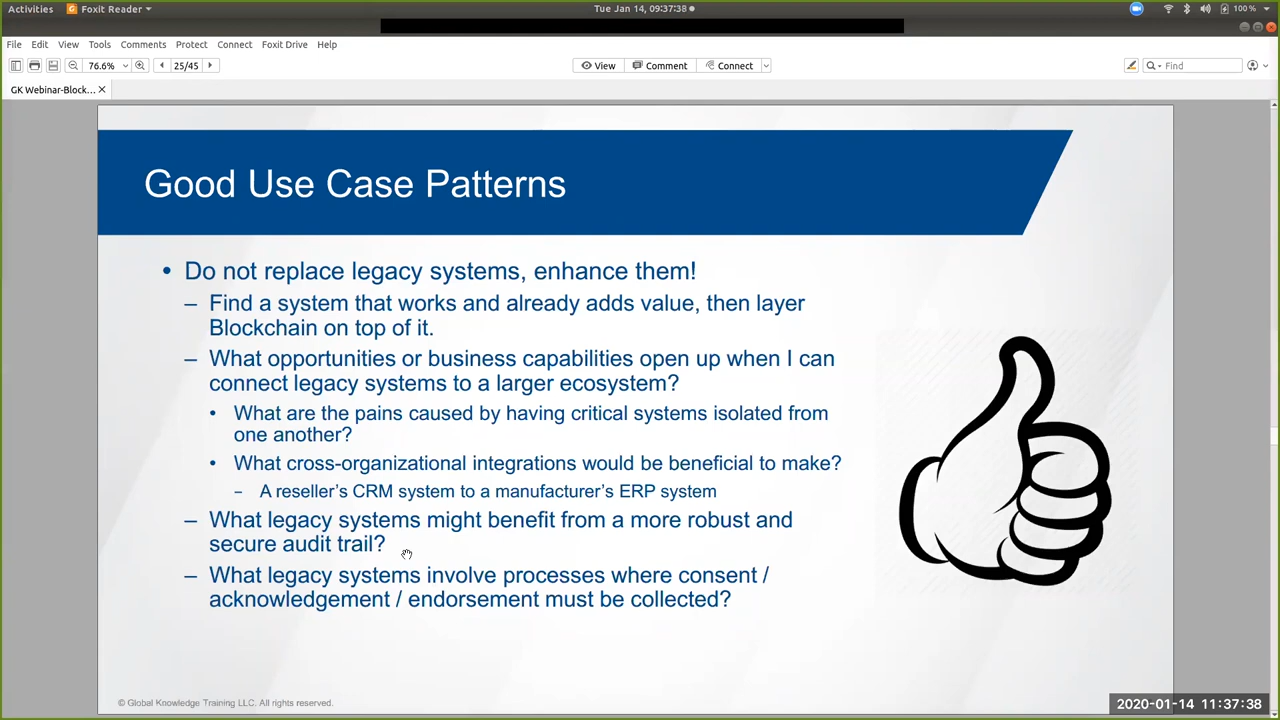 Activities
Foxit Reader
Tue Jan 14, 09:37:38
100 %
File Edit View Tools Comments Protect Connect Foxit Drive Help
76.6% 25/45 View Comment Connect Find
GK Webinar-Block...
Good Use Case Patterns
• Do not replace legacy systems, enhance them!
– Find a system that works and already adds value, then layer
Blockchain on top of it.
– What opportunities or business capabilities open up when I can
connect legacy systems to a larger ecosystem?
• What are the pains caused by having critical systems isolated from
one another?
• What cross-organizational integrations would be beneficial to make?
– A reseller’s CRM system to a manufacturer’s ERP system
– What legacy systems might benefit from a more robust and
secure audit trail?
– What legacy systems involve processes where consent /
acknowledgement / endorsement must be collected?
© Global Knowledge Training LLC. All rights reserved.
2020-01-14 11:37:38